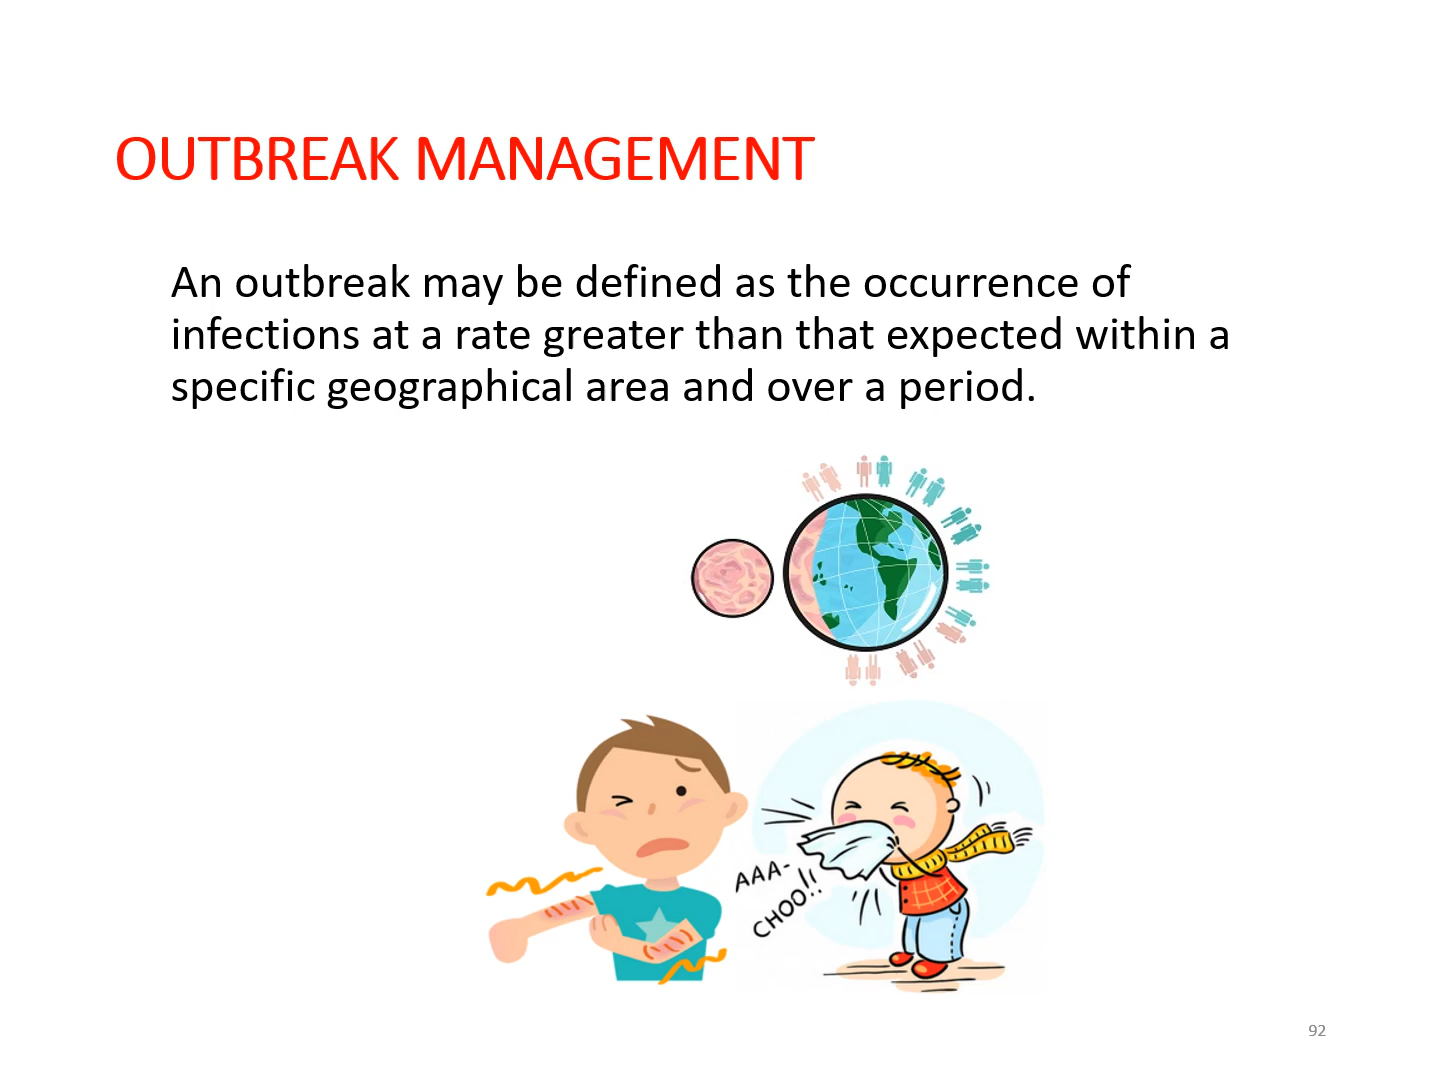 OUTBREAK MANAGEMENT
An outbreak may be defined as the occurrence of
infections at a rate greater than that expected within a
specific geographical area and over a period.
AAA-
CHOO!!
92